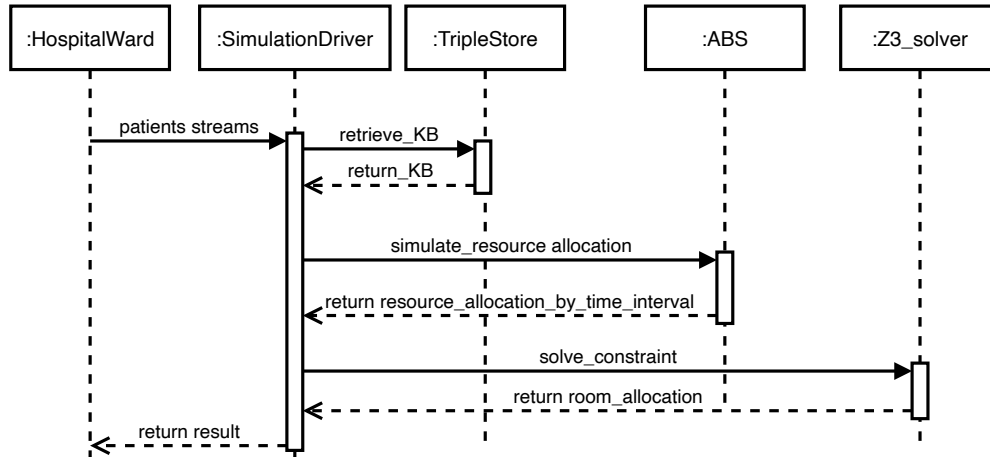 :HospitalWard
:SimulationDriver
:TripleStore
:ABS
:Z3_solver
patients streams
retrieve_KB
return_KB
simulate_resource allocation
return resource_allocation_by_time_interval
solve_constraint
return room_allocation
return result